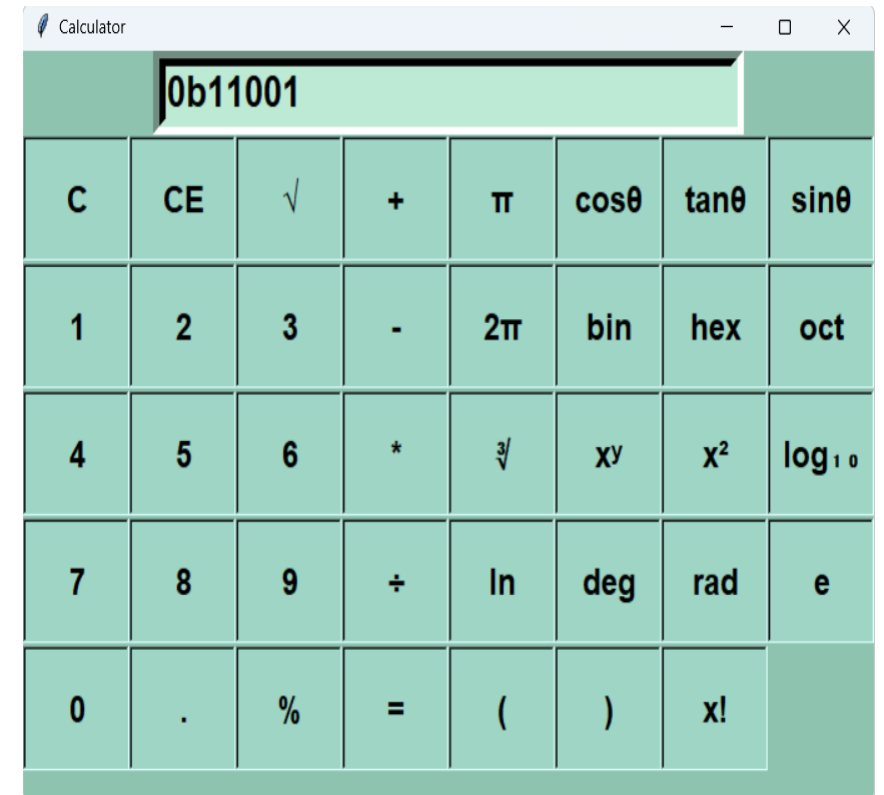 Calculator
0b11001
C CE √ + π cosθ tanθ sinθ
1 2 3 - 2π bin hex oct
4 5 6 * ∛ xʸ x² log₁₀
7 8 9 ÷ ln deg rad e
0 . % = ( ) x!